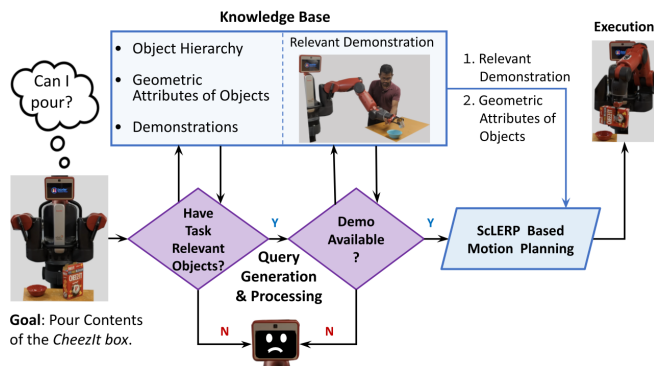 Knowledge Base
Execution
Can I
pour?
• Object Hierarchy
• Geometric
Attributes of Objects
• Demonstrations
Relevant Demonstration
1. Relevant
Demonstration
2. Geometric
Attributes of
Objects
Have
Task
Relevant
Objects?
Y
Demo
Available
?
Y
ScLERP Based
Motion Planning
Query
Generation
& Processing
N
N
Goal: Pour Contents
of the CheezIt box.